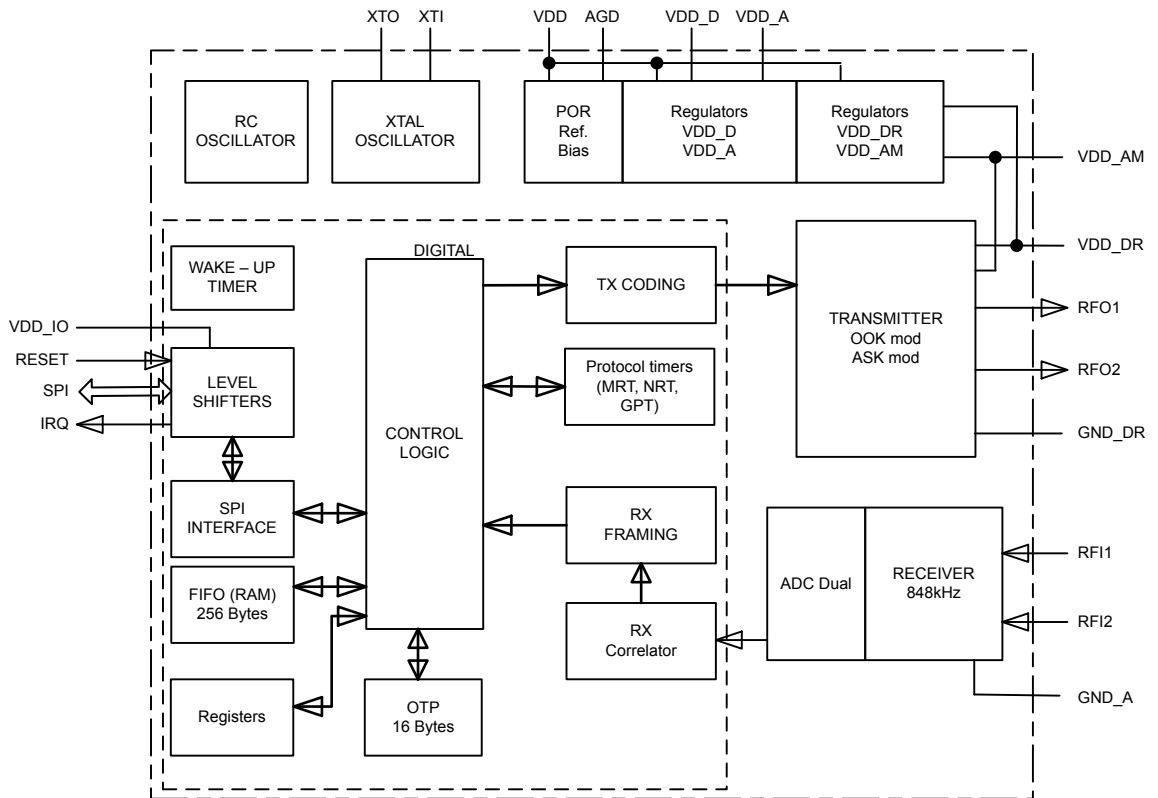 XTO
XTI
VDD
AGD
VDD_D
VDD_A
RC
OSCILLATOR
XTAL
OSCILLATOR
POR
Ref.
Bias
Regulators
VDD_D
VDD_A
Regulators
VDD_DR
VDD_AM
VDD_AM
DIGITAL
WAKE – UP
TIMER
TX CODING
TRANSMITTER
OOK mod
ASK mod
VDD_DR
RFO1
RFO2
GND_DR
VDD_IO
RESET
SPI
IRQ
LEVEL
SHIFTERS
Protocol timers
(MRT, NRT,
GPT)
CONTROL
LOGIC
SPI
INTERFACE
RX
FRAMING
ADC Dual
RECEIVER
848kHz
RFI1
RFI2
GND_A
FIFO (RAM)
256 Bytes
RX
Correlator
Registers
OTP
16 Bytes